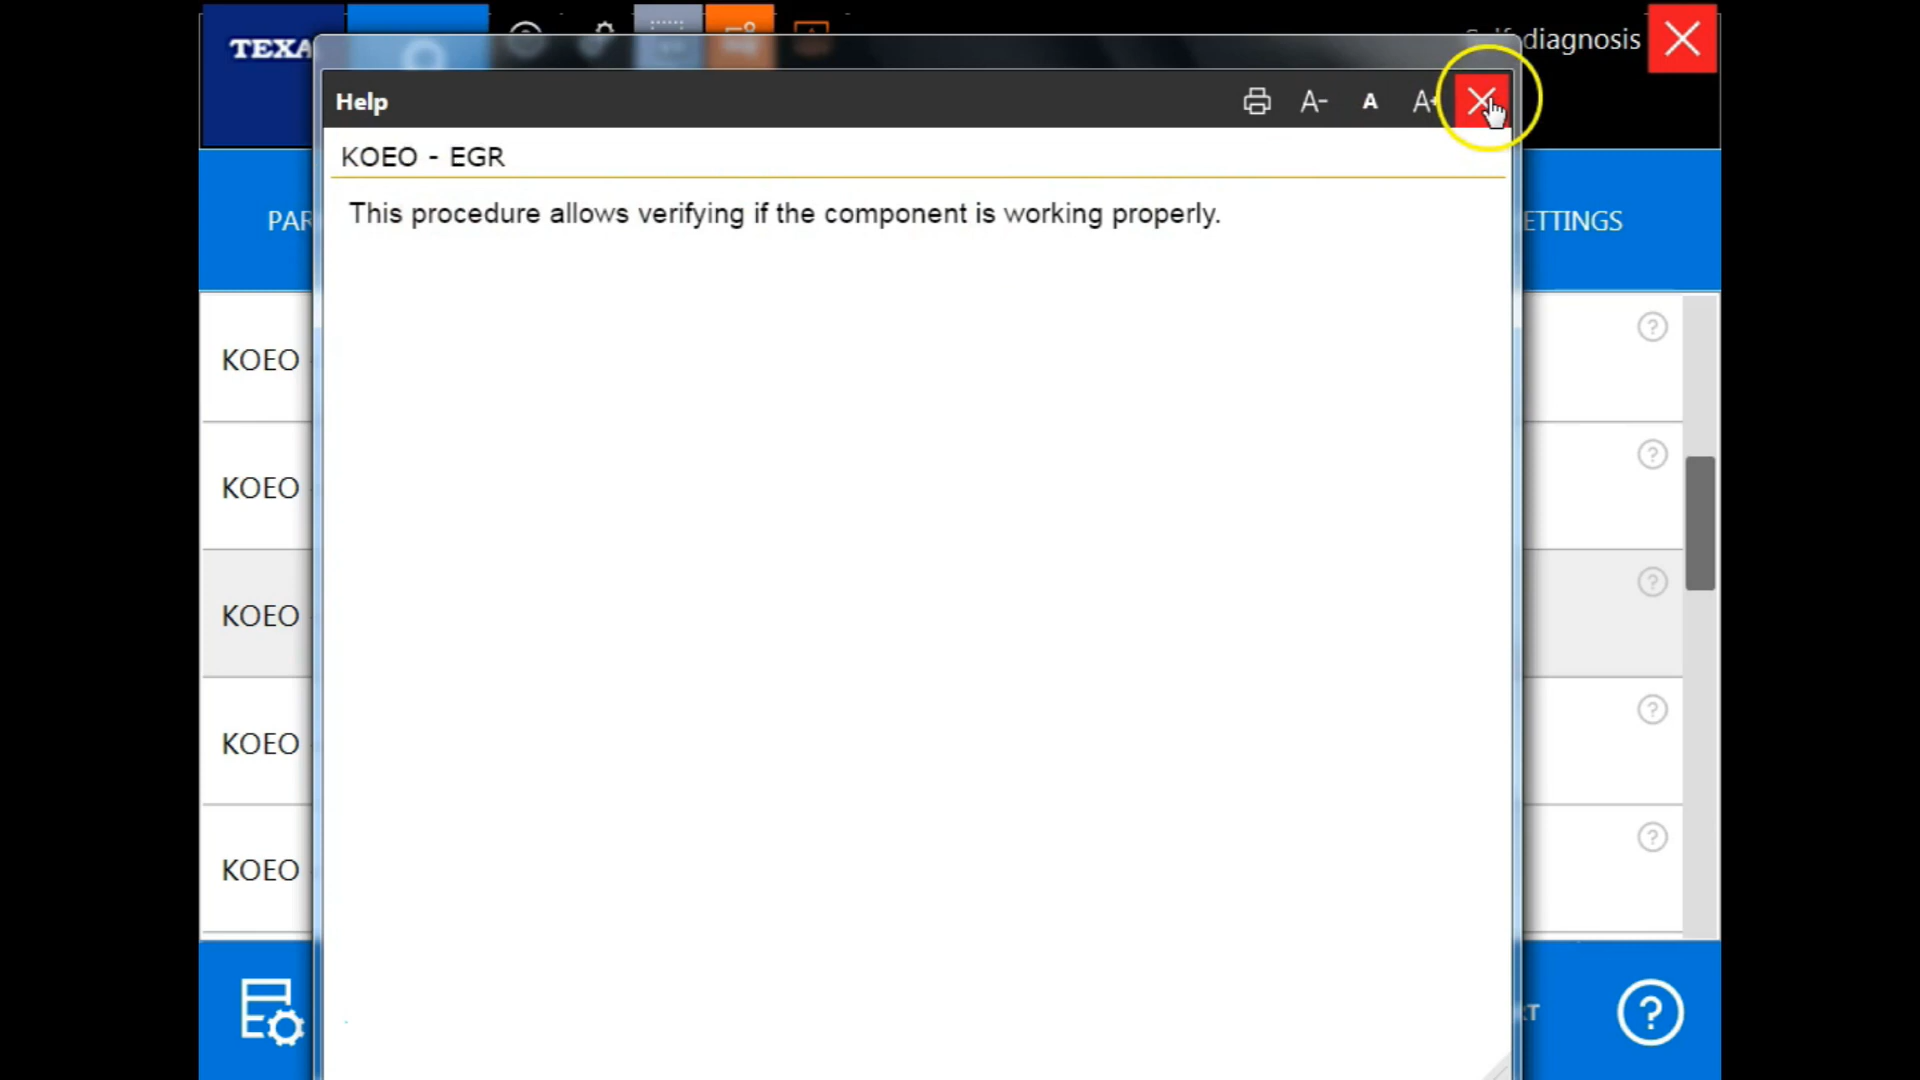 TEXA
diagnosis
Help
A- A A+
KOEO - EGR
This procedure allows verifying if the component is working properly.
PAR
ETTINGS
KOEO
KOEO
KOEO
KOEO
KOEO
RT